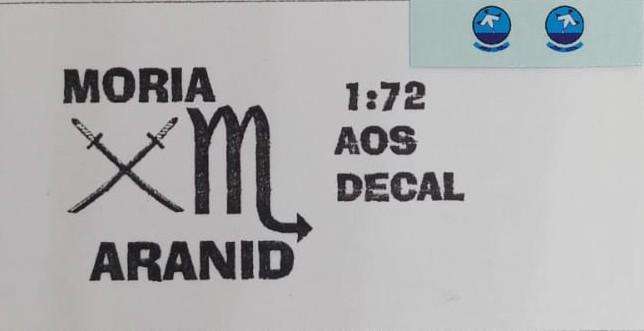 MORIA
ARANID
1:72
AOS
DECAL